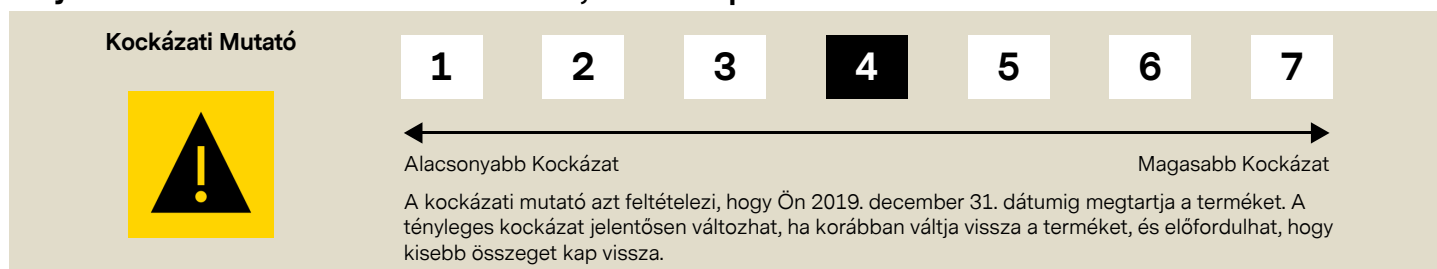 Kockázati Mutató
1 2 3 4 5 6 7
Alacsonyabb Kockázat Magasabb Kockázat
A kockázati mutató azt feltételezi, hogy Ön 2019. december 31. dátumig megtartja a terméket. A
tényleges kockázat jelentősen változhat, ha korábban váltja vissza a terméket, és előfordulhat, hogy
kisebb összeget kap vissza.